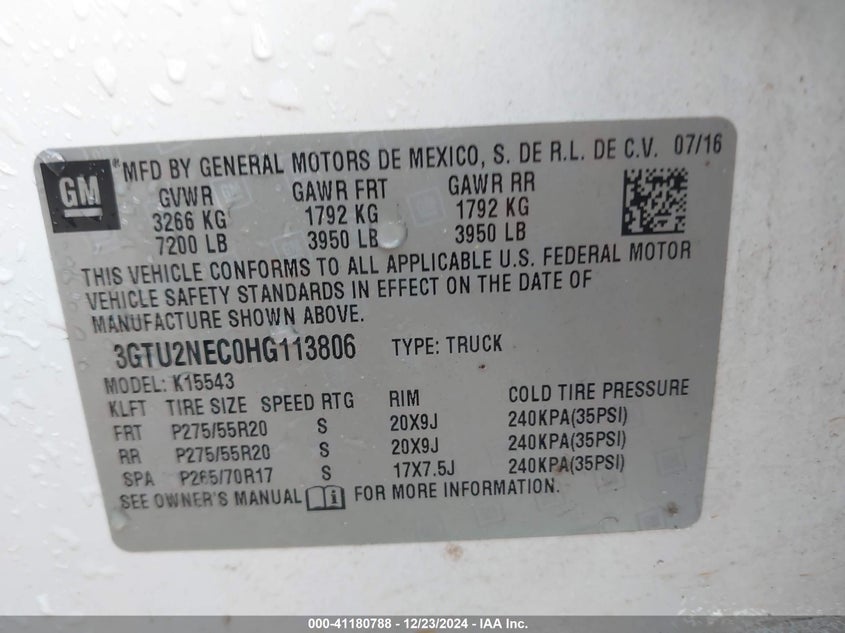 GM
MFD BY GENERAL MOTORS DE MEXICO, S. DE R.L. DE C.V. 07/16
GVWR GAWR FRT GAWR RR
3266 KG 1792 KG 1792 KG
7200 LB 3950 LB 3950 LB
THIS VEHICLE CONFORMS TO ALL APPLICABLE U.S. FEDERAL MOTOR
VEHICLE SAFETY STANDARDS IN EFFECT ON THE DATE OF
MANUFACTURE SHOWN ABOVE.
3GTU2NEC0HG113806 TYPE: TRUCK
MODEL: K15543
KLFT TIRE SIZE SPEED RTG RIM COLD TIRE PRESSURE
FRT P275/55R20 S 20X9J 240KPA(35PSI)
RR P275/55R20 S 20X9J 240KPA(35PSI)
SPA P265/70R17 S 17X7.5J 240KPA(35PSI)
SEE OWNER'S MANUAL FOR MORE INFORMATION.
000-41180788 - 12/23/2024 - IAA Inc.